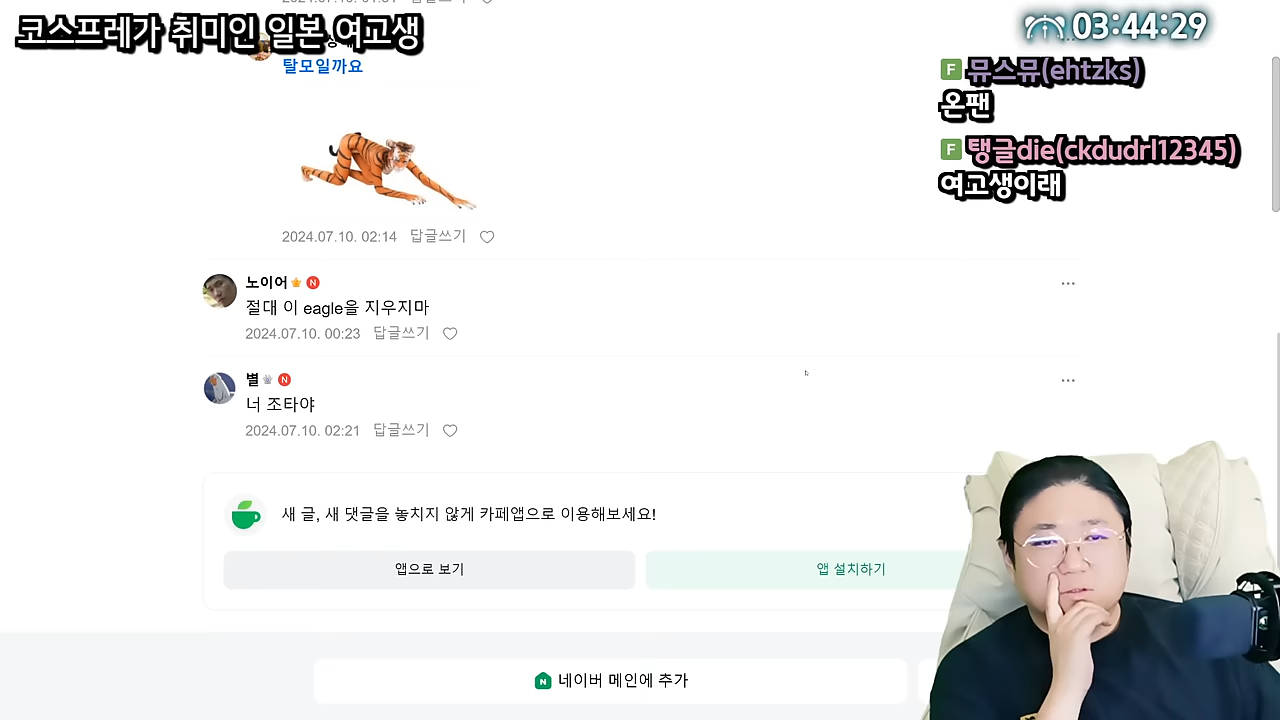 코스프레가 취미인 일본 여고생
03:44:29
탈모일까요
F 뮤스뮤(ehtzks)
온팬
F 탱글die(ckdudrl12345)
여고생이래
2024.07.10. 02:14 답글쓰기
노이어 N
절대 이 eagle을 지우지마
2024.07.10. 00:23 답글쓰기
별 N
너 조타야
2024.07.10. 02:21 답글쓰기
새 글, 새 댓글을 놓치지 않게 카페앱으로 이용해보세요!
앱으로 보기
앱 설치하기
N 네이버 메인에 추가